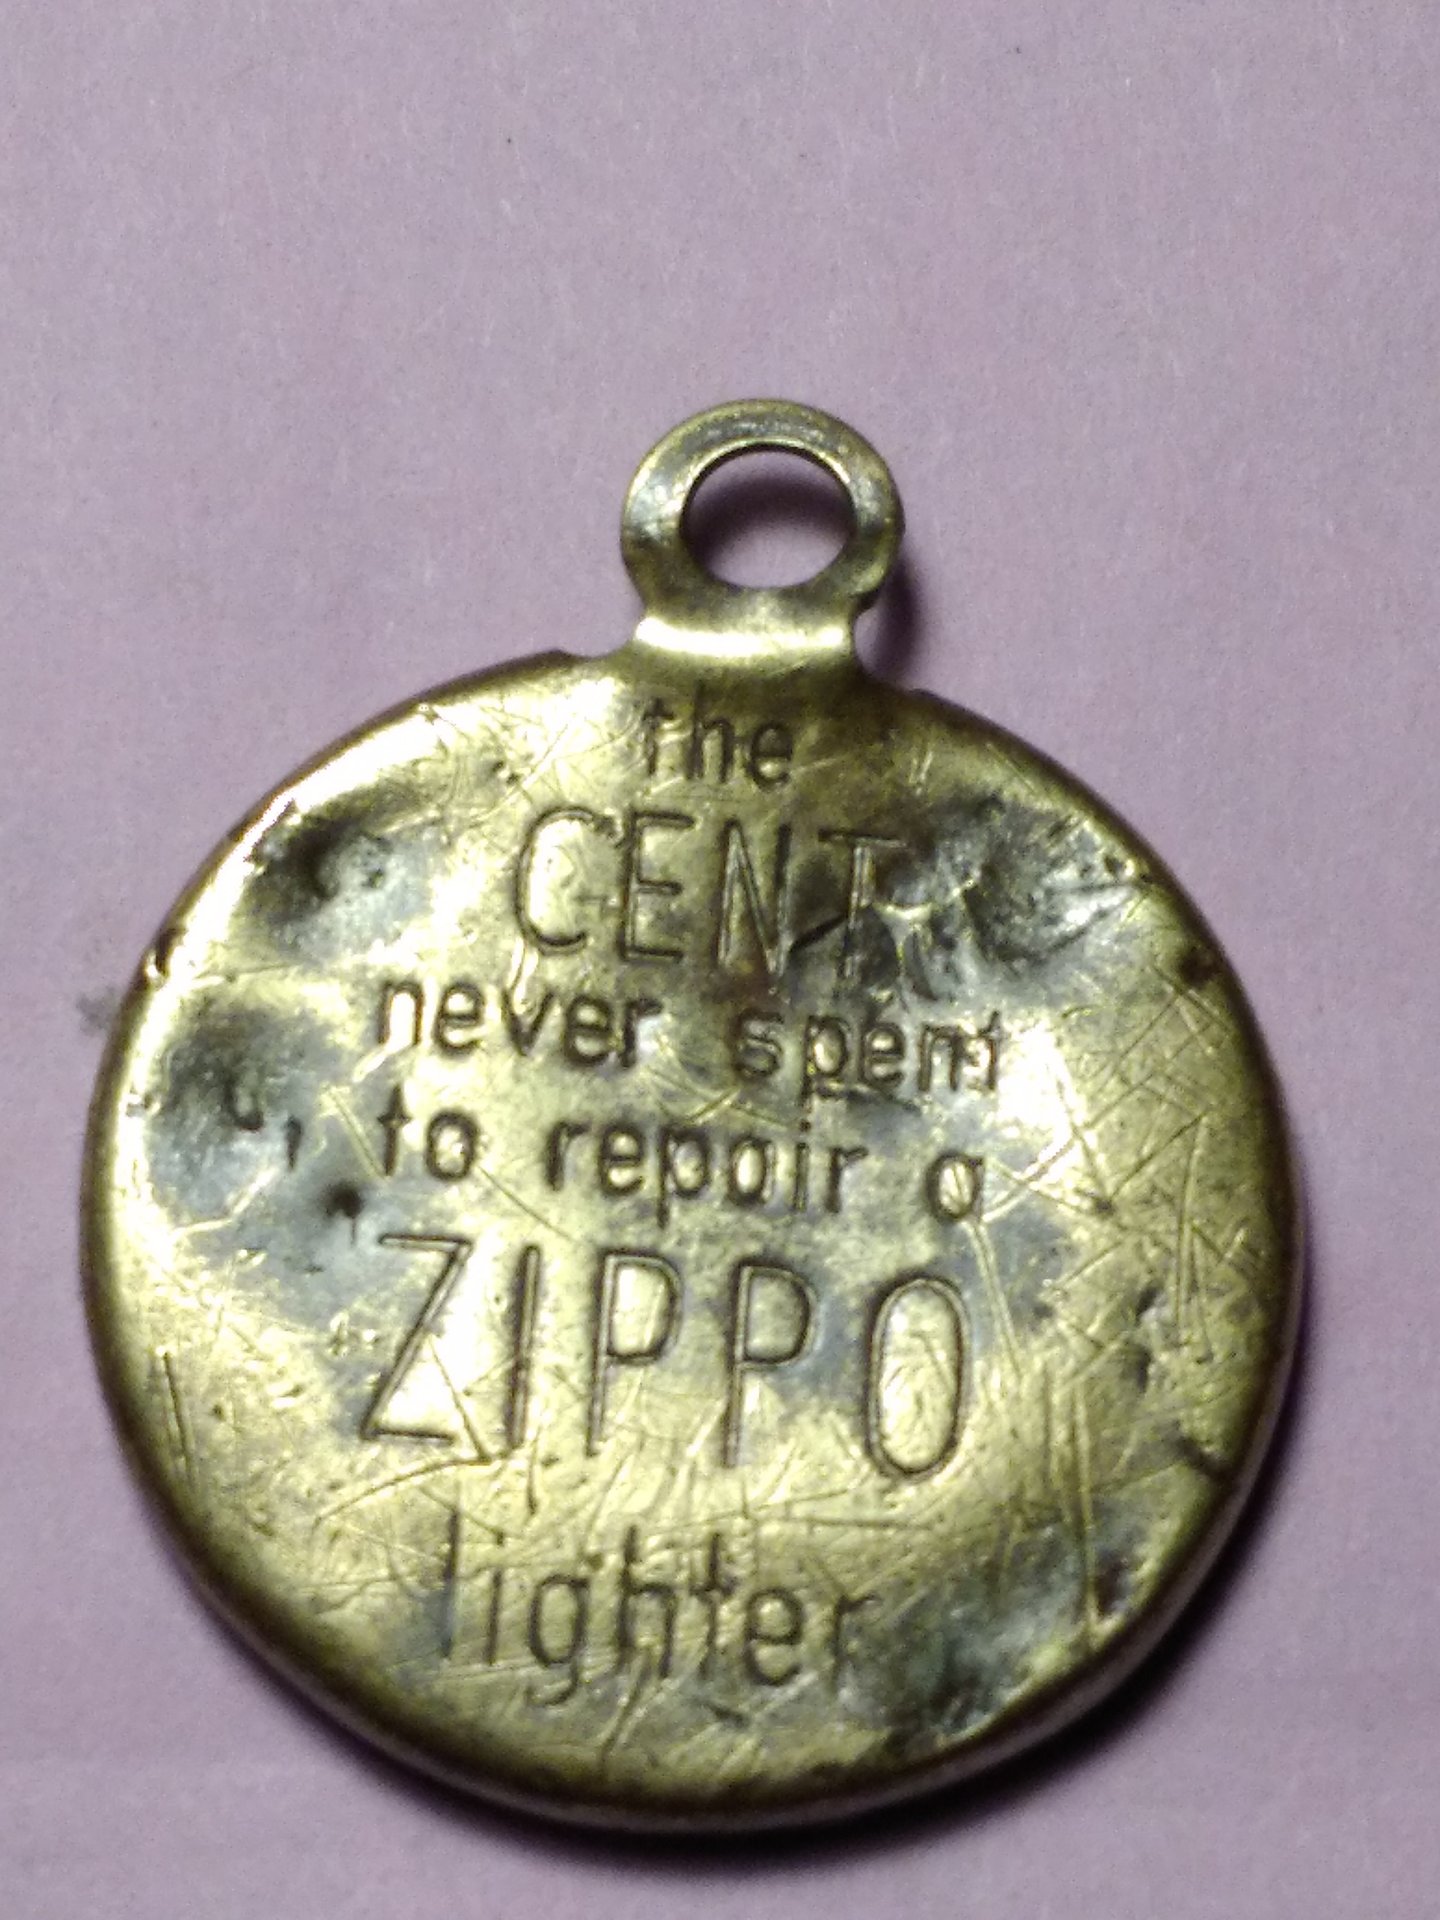 the
CENT
never spent
to repair a
ZIPPO
lighter